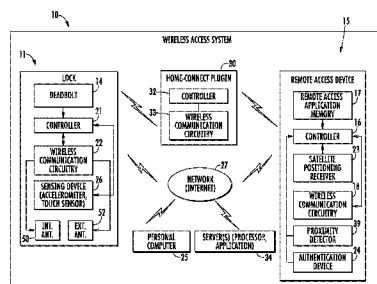 10
WIRELESS ACCESS SYSTEM
11
LOCK
DEADBOLT
14
CONTROLLER
21
WIRELESS
COMMUNICATION
CIRCUITRY
22
SENSING DEVICE
(ACCELEROMETER,
TOUCH SENSOR)
26
INT.
ANT.
50
EXT.
ANT.
52
30
HOME-CONNECT PLUGIN
32
CONTROLLER
33
WIRELESS
COMMUNICATION
CIRCUITRY
NETWORK
(INTERNET)
27
PERSONAL
COMPUTER
25
SERVER(S) (PROCESSOR,
APPLICATION)
34
15
REMOTE ACCESS DEVICE
REMOTE ACCESS
APPLICATION
MEMORY
17
CONTROLLER
16
SATELLITE
POSITIONING
RECEIVER
23
WIRELESS
COMMUNICATION
CIRCUITRY
18
PROXIMITY
DETECTOR
39
AUTHENTICATION
DEVICE
24